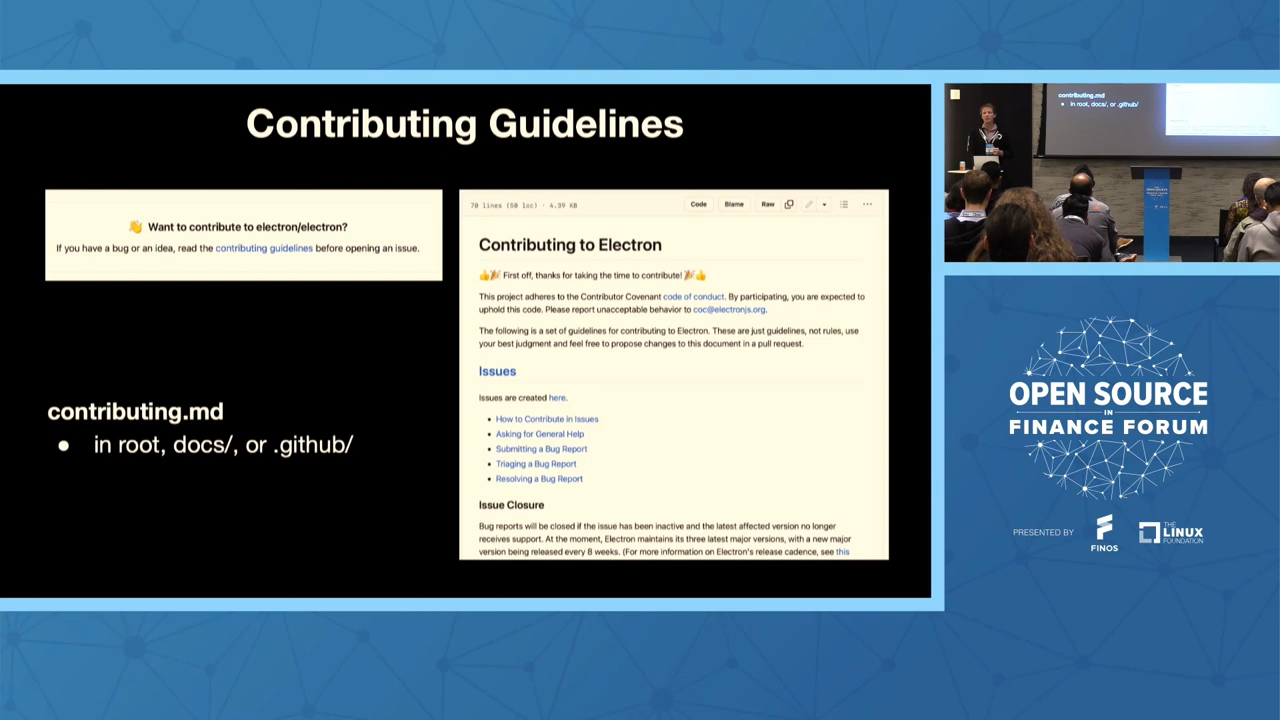 Contributing Guidelines
👋 Want to contribute to electron/electron?
If you have a bug or an idea, read the contributing guidelines before opening an issue.
contributing.md
● in root, docs/, or .github/
70 lines (50 loc) · 4.39 KB
Code Blame Raw
Contributing to Electron
👍🎉 First off, thanks for taking the time to contribute! 🎉👍
This project adheres to the Contributor Covenant code of conduct. By participating, you are expected to
uphold this code. Please report unacceptable behavior to coc@electronjs.org.
The following is a set of guidelines for contributing to Electron. These are just guidelines, not rules, use
your best judgment and feel free to propose changes to this document in a pull request.
Issues
Issues are created here.
• How to Contribute in Issues
• Asking for General Help
• Submitting a Bug Report
• Triaging a Bug Report
• Resolving a Bug Report
Issue Closure
Bug reports will be closed if the issue has been inactive and the latest affected version no longer
receives support. At the moment, Electron maintains its three latest major versions, with a new major
version being released every 8 weeks. (For more information on Electron's release cadence, see this
contributing.md
● in root, docs/, or .github/
OPEN SOURCE
IN
FINANCE FORUM
PRESENTED BY
FINOS
THE
LINUX
FOUNDATION